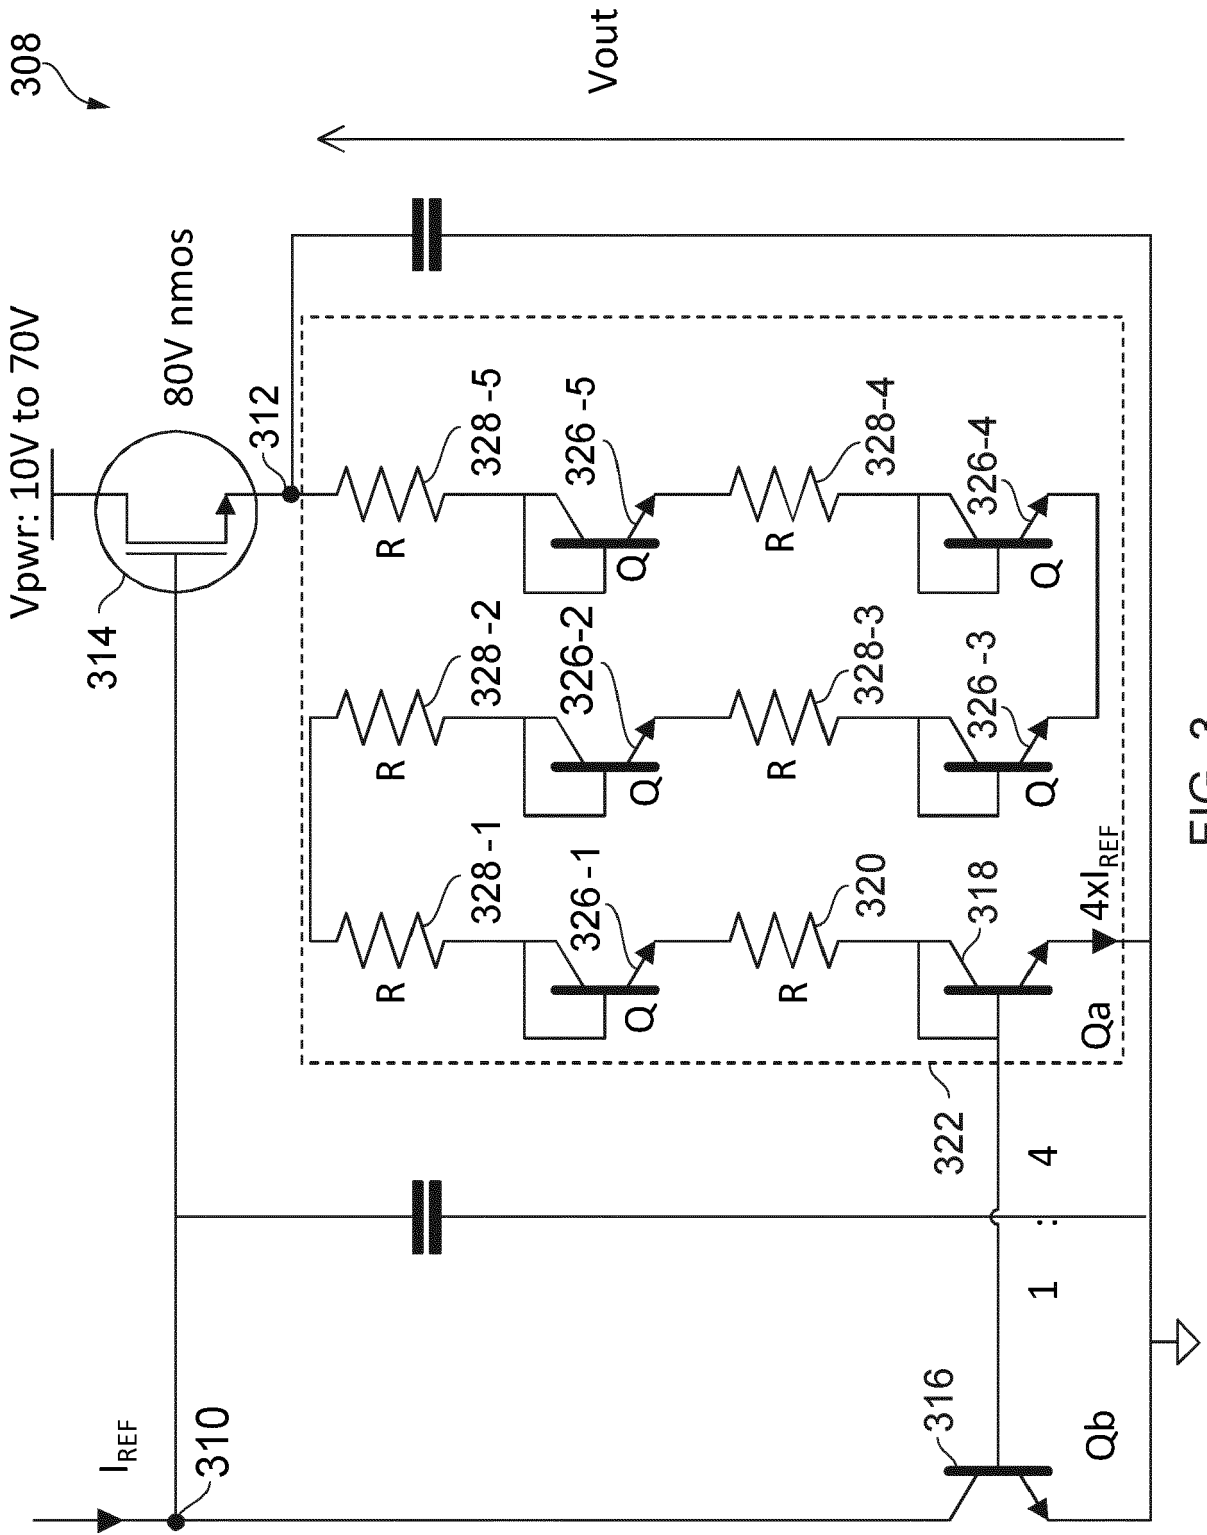 308
Vpwr: 10V to 70V
80V nmos
Vout
314
312
I_REF
310
328-1
328-2
328-5
R
R
R
326-1
326-2
326-5
Q
Q
Q
320
328-3
328-4
R
R
R
318
326-3
326-4
Qa
Q
Q
4xI_REF
322
1 : 4
316
Qb
FIG. 3